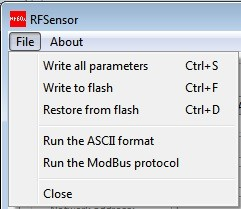 RFSensor
File About
Write all parameters Ctrl+S
Write to flash Ctrl+F
Restore from flash Ctrl+D
Run the ASCII format
Run the ModBus protocol
Close